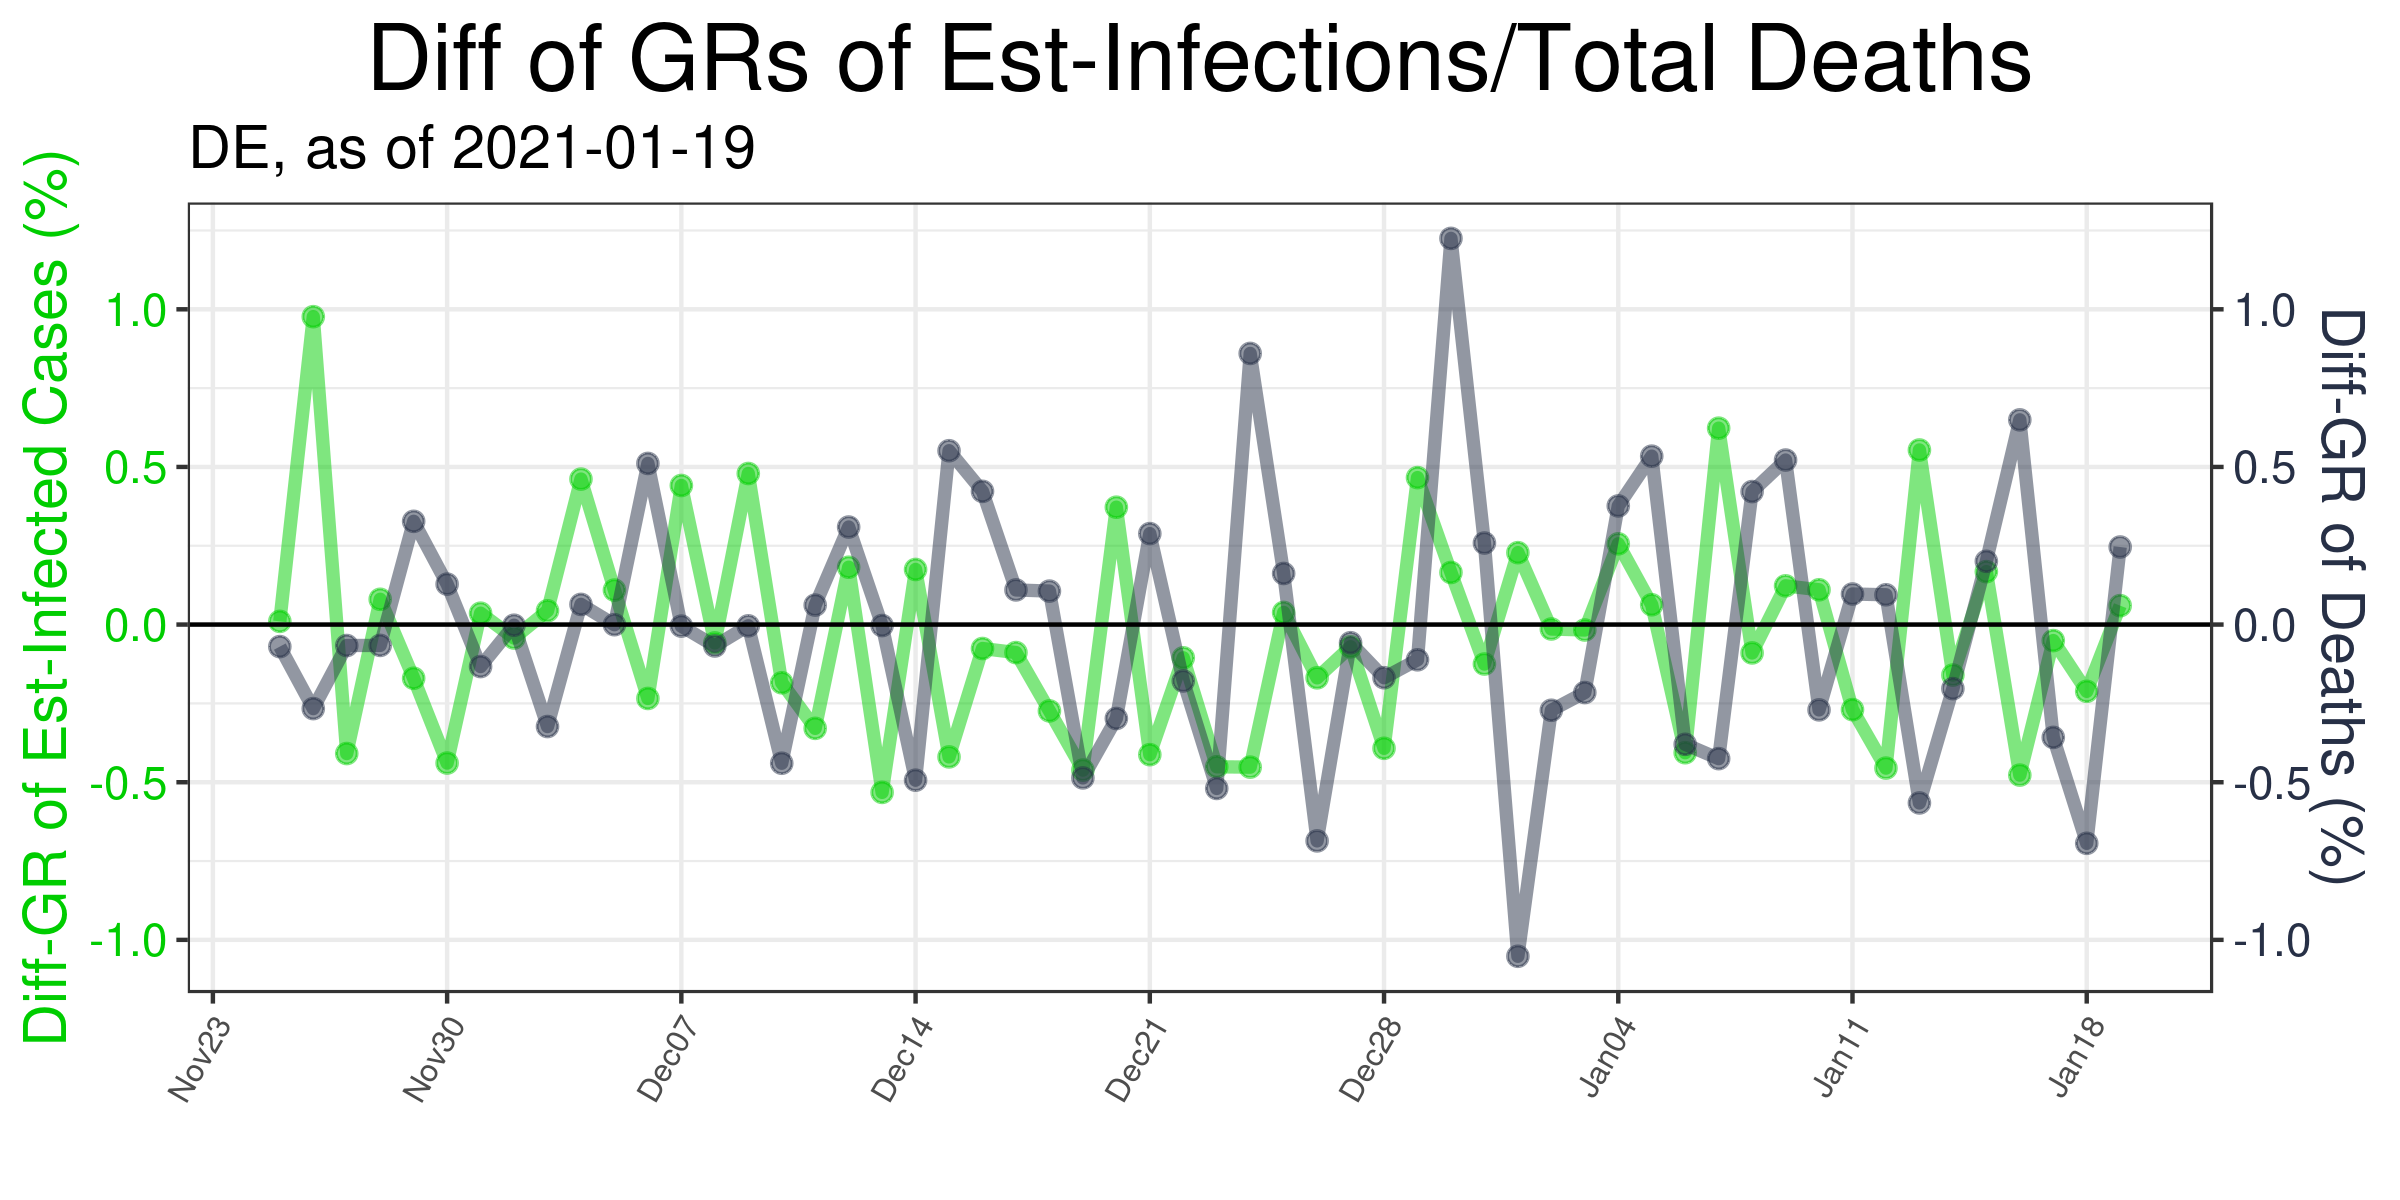 Diff of GRs of Est-Infections/Total Deaths
DE, as of 2021-01-19
Diff-GR of Est-Infected Cases (%)
1.0
0.5
0.0
-0.5
-1.0
1.0
0.5
0.0
-0.5
-1.0
Diff-GR of Deaths (%)
Nov23
Nov30
Dec07
Dec14
Dec21
Dec28
Jan04
Jan11
Jan18